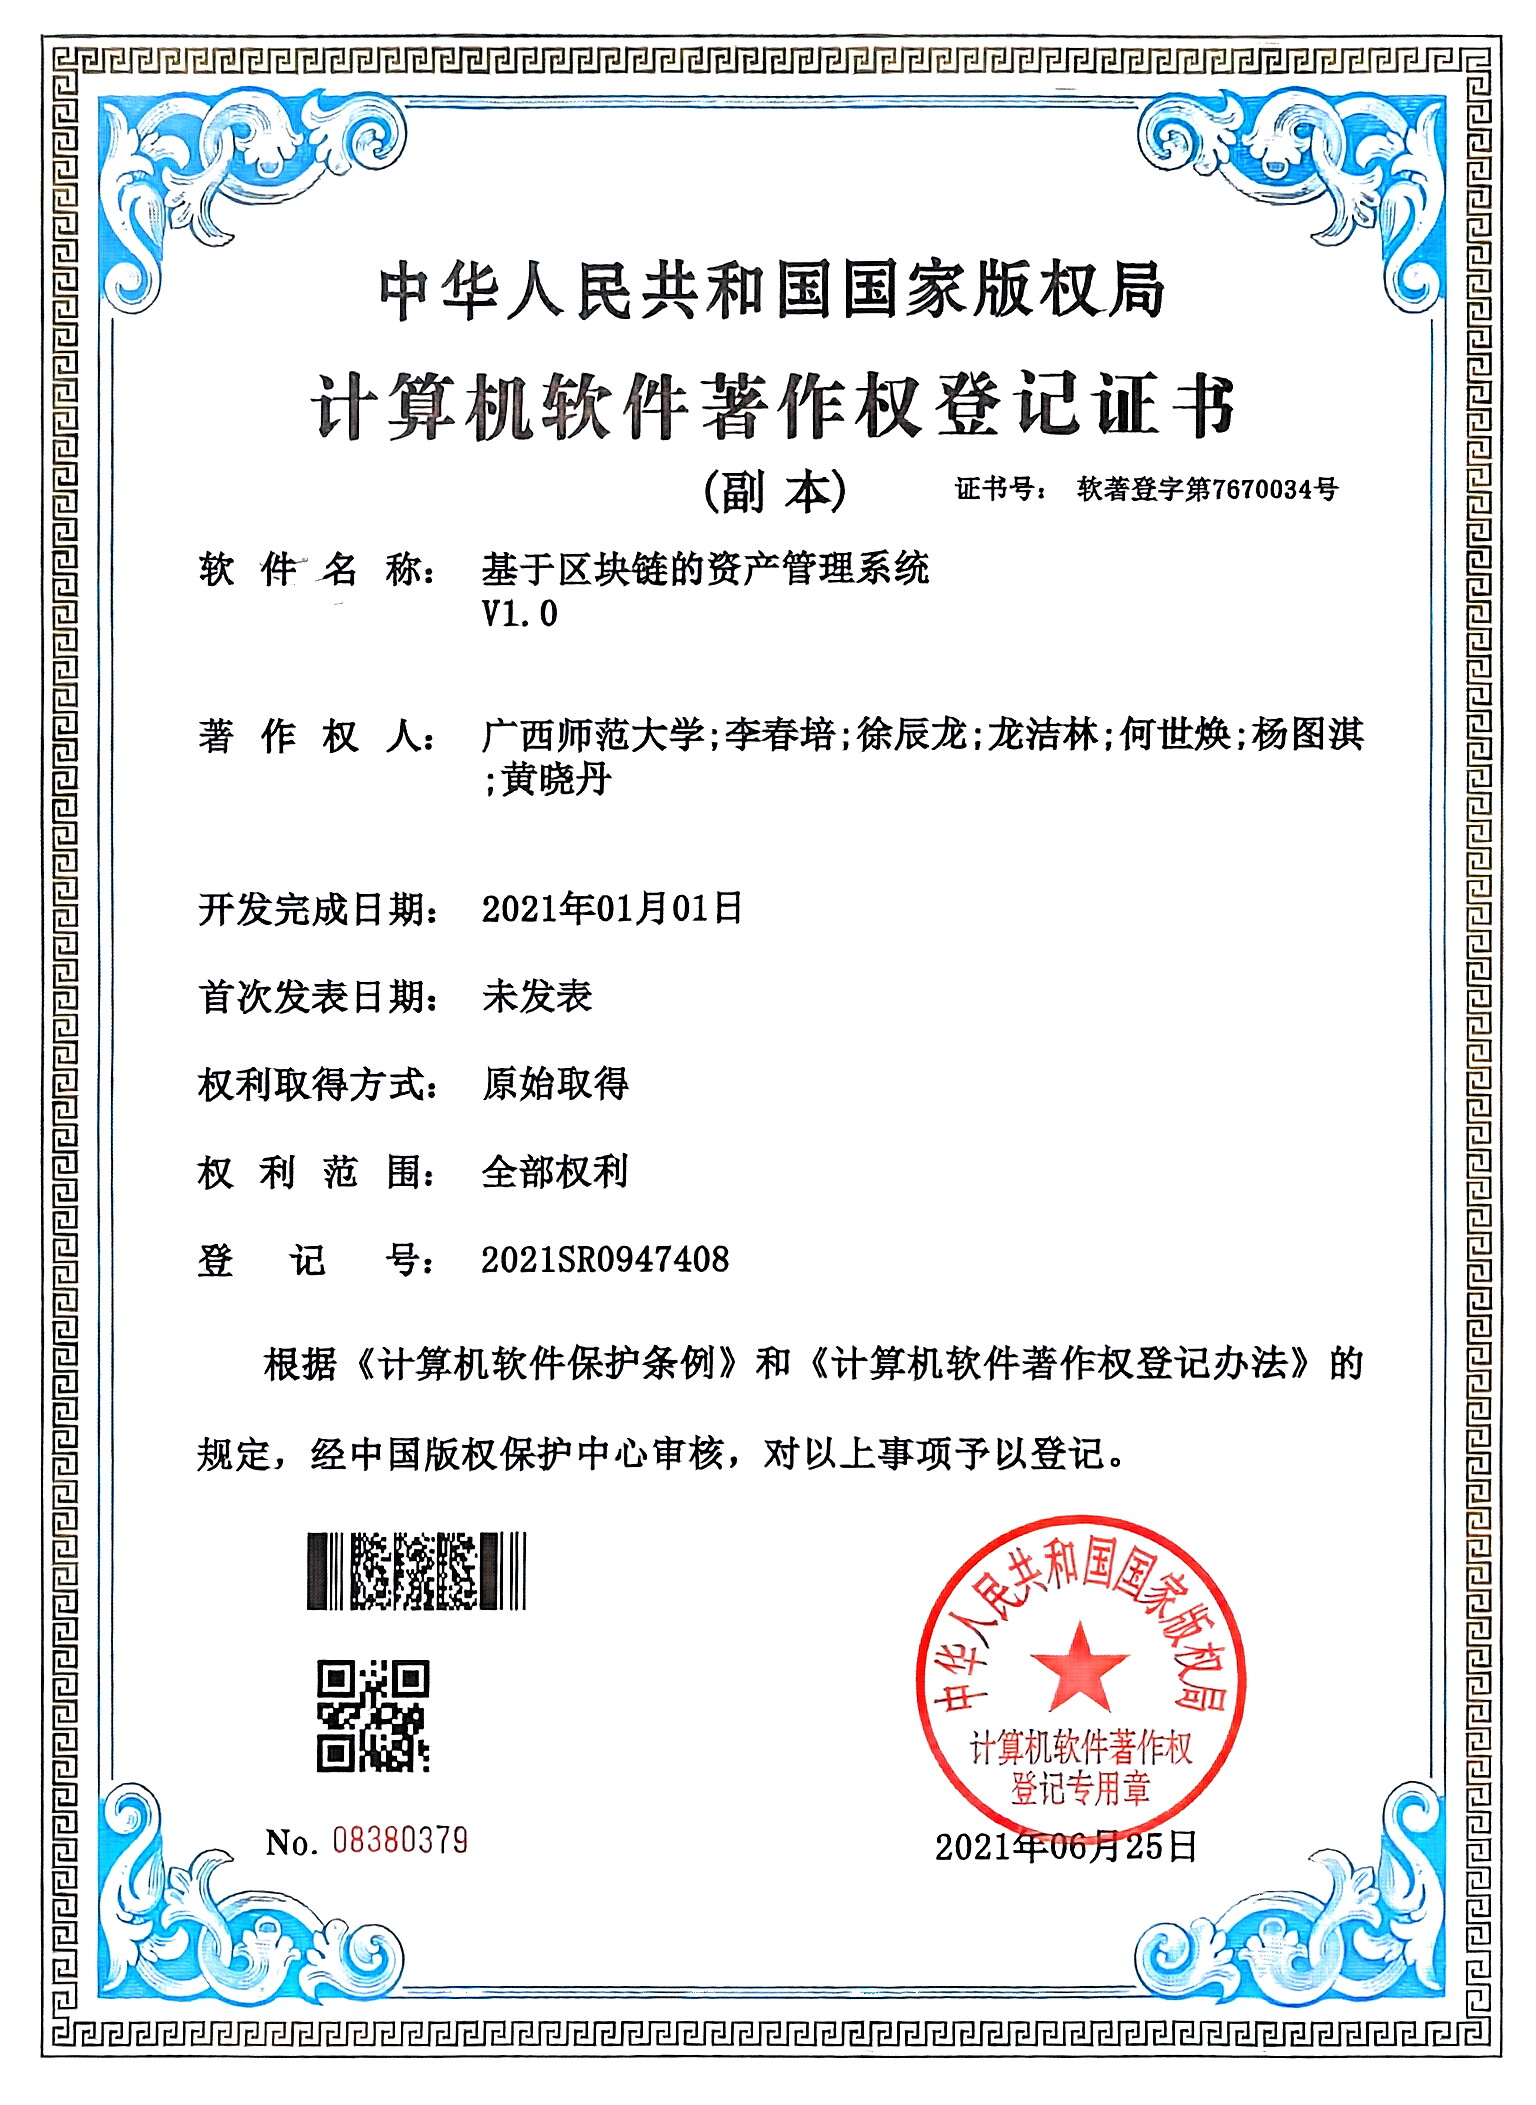 中华人民共和国国家版权局
计算机软件著作权登记证书
(副 本)
证书号： 软著登字第7670034号
软件名称： 基于区块链的资产管理系统
V1.0
著作权人： 广西师范大学;李春培;徐辰龙;龙洁林;何世焕;杨图淇
;黄晓丹
开发完成日期： 2021年01月01日
首次发表日期： 未发表
权利取得方式： 原始取得
权利范围： 全部权利
登记号： 2021SR0947408
根据《计算机软件保护条例》和《计算机软件著作权登记办法》的
规定，经中国版权保护中心审核，对以上事项予以登记。
中华人民共和国国家版权局
计算机软件著作权
登记专用章
No. 08380379
2021年06月25日